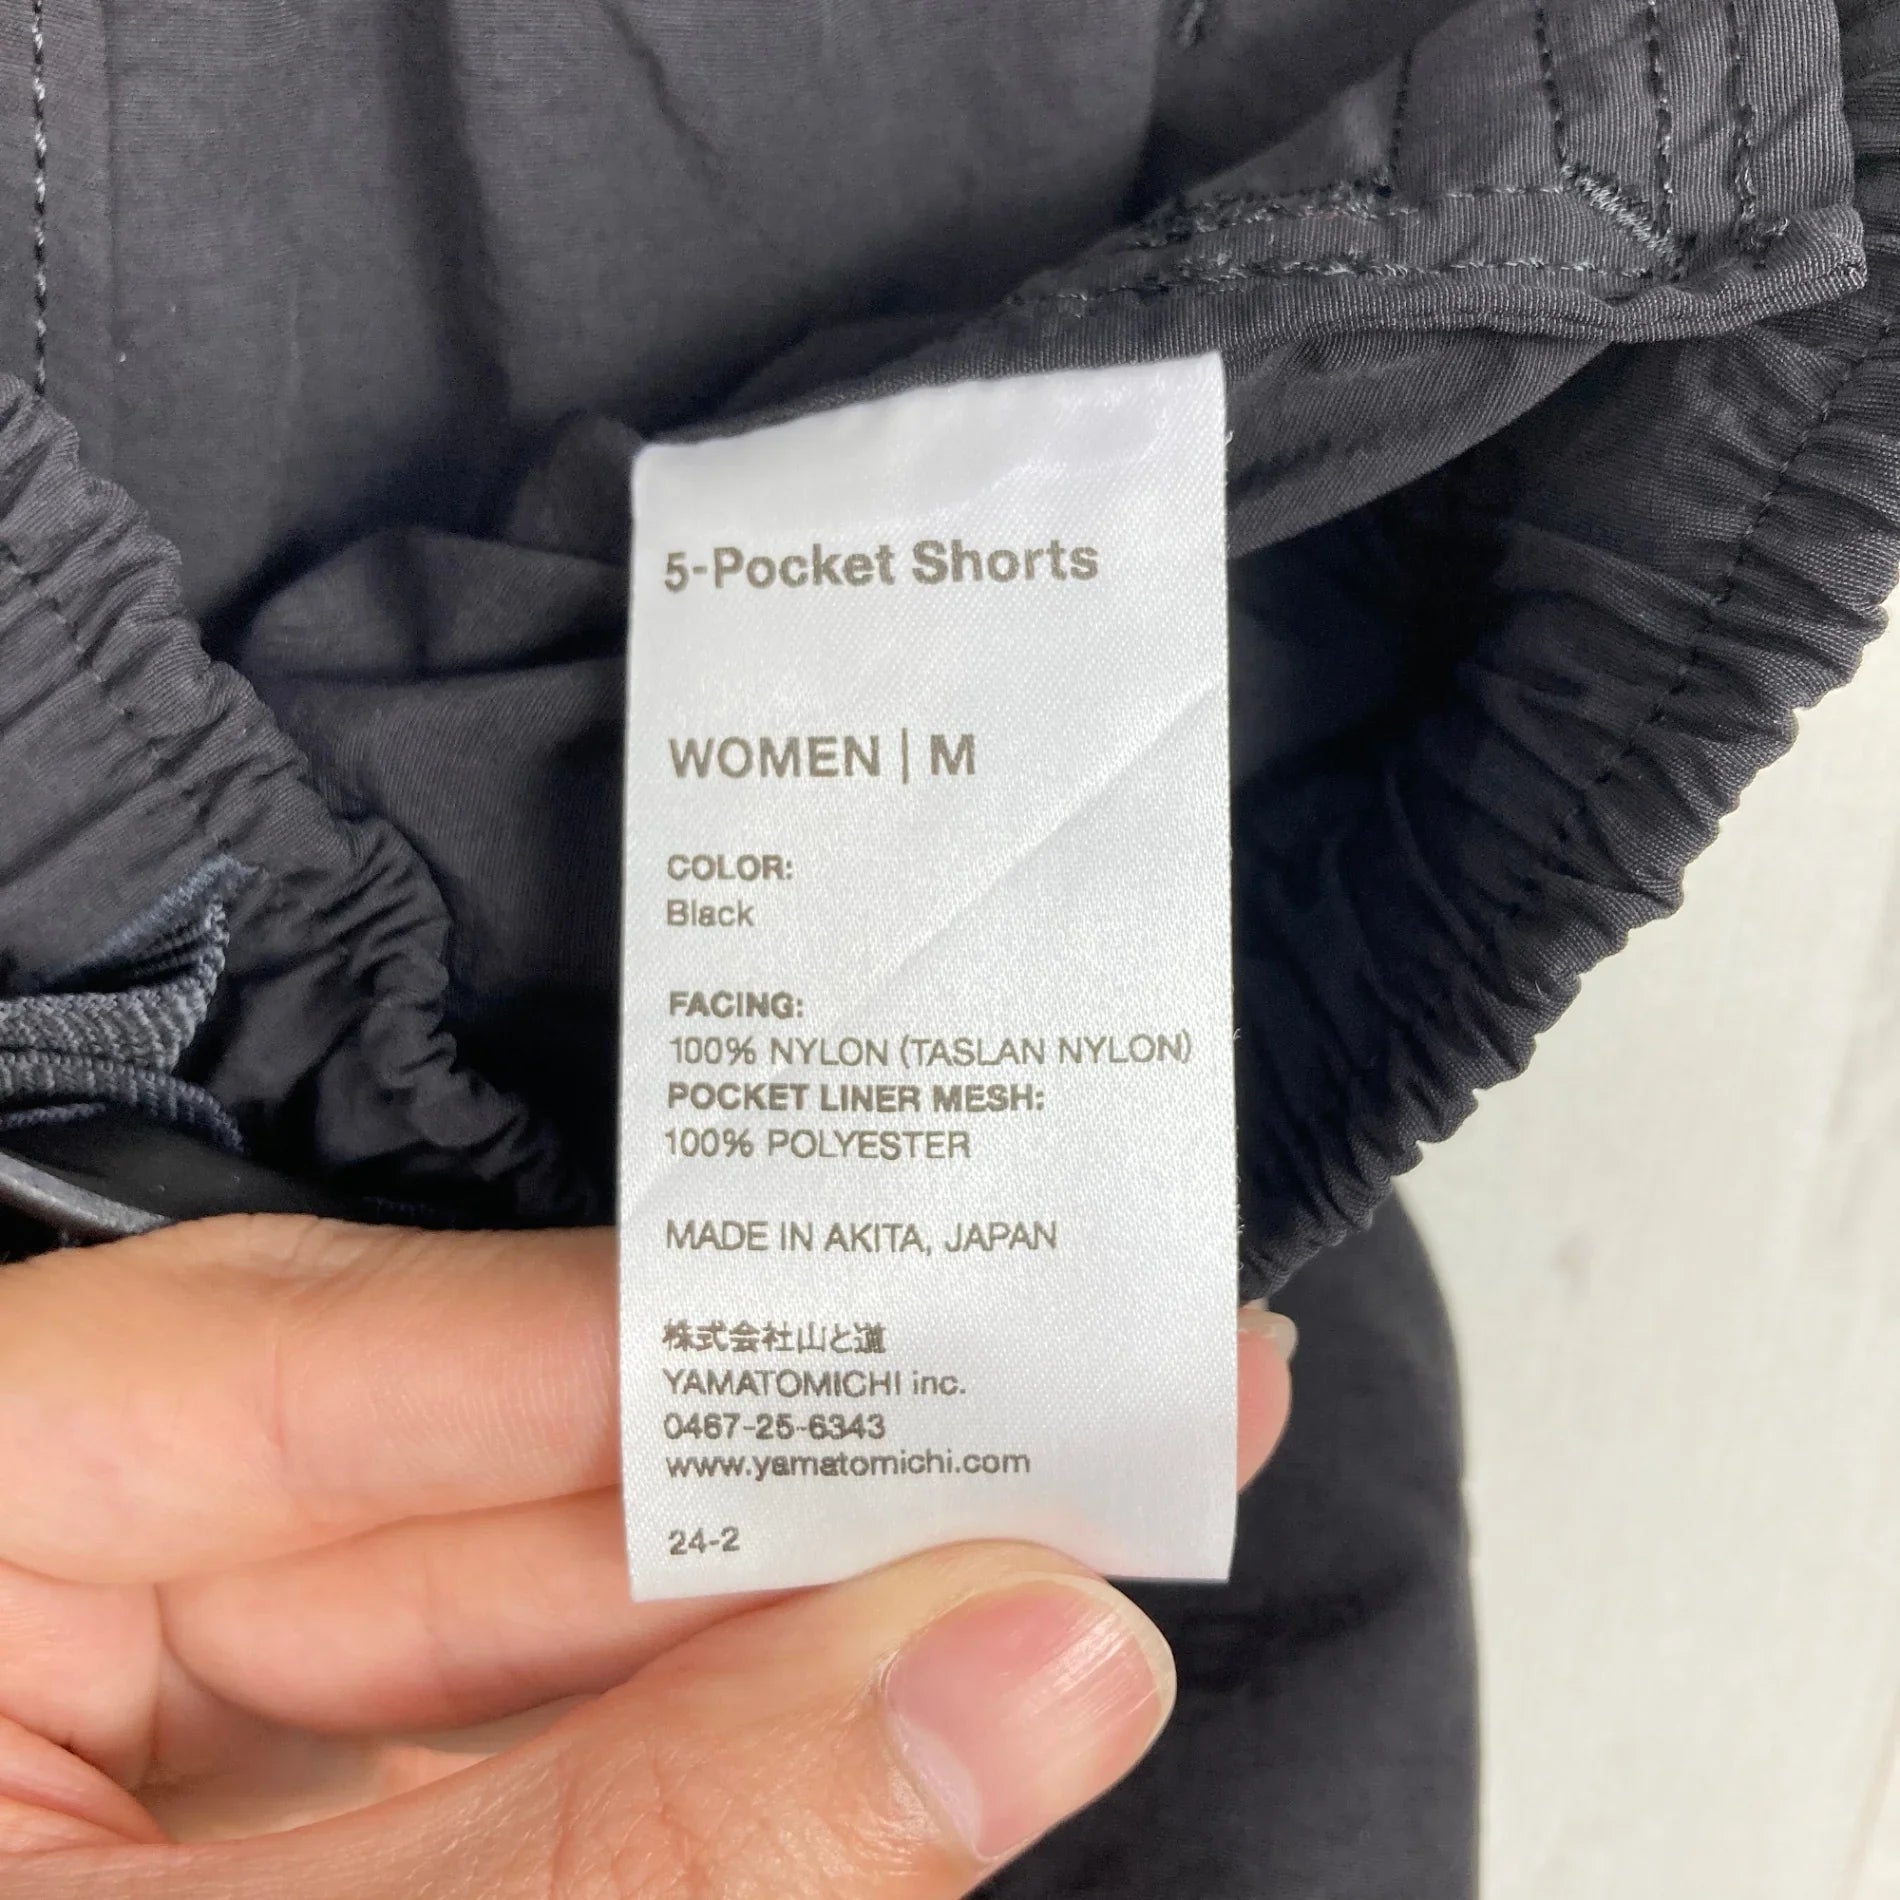 5-Pocket Shorts
WOMEN | M
COLOR:
Black
FACING:
100% NYLON (TASLAN NYLON)
POCKET LINER MESH:
100% POLYESTER
MADE IN AKITA, JAPAN
株式会社山と道
YAMATOMICHI inc.
0467-25-6343
www.yamatomichi.com
24-2